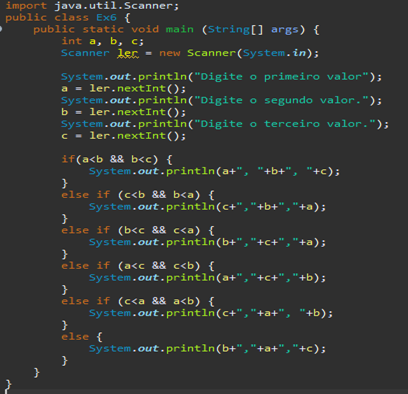 import java.util.Scanner;
public class Ex6 {
    public static void main (String[] args) {
        int a, b, c;
        Scanner ler = new Scanner(System.in);

        System.out.println("Digite o primeiro valor");
        a = ler.nextInt();
        System.out.println("Digite o segundo valor.");
        b = ler.nextInt();
        System.out.println("Digite o terceiro valor.");
        c = ler.nextInt();

        if(a<b && b<c) {
            System.out.println(a+", "+b+", "+c);
        }
        else if (c<b && b<a) {
            System.out.println(c+","+b+","+a);
        }
        else if (b<c && c<a) {
            System.out.println(b+","+c+","+a);
        }
        else if (a<c && c<b) {
            System.out.println(a+","+c+","+b);
        }
        else if (c<a && a<b) {
            System.out.println(c+","+a+", "+b);
        }
        else {
            System.out.println(b+","+a+","+c);
        }
    }
}